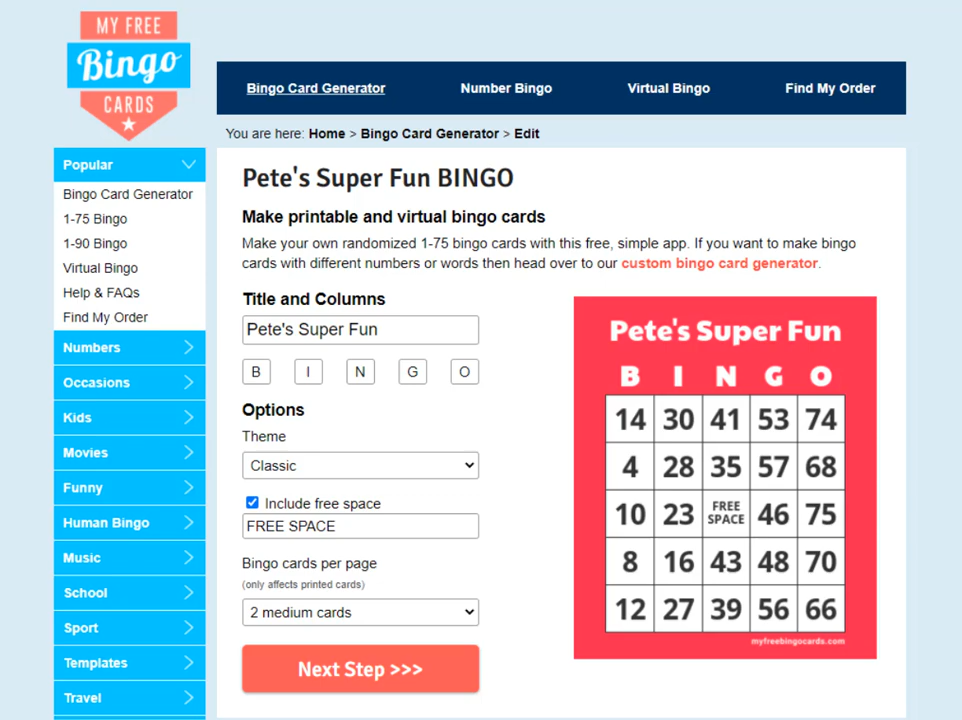 MY FREE
Bingo
CARDS
Bingo Card Generator Number Bingo Virtual Bingo Find My Order
You are here: Home > Bingo Card Generator > Edit
Popular
Bingo Card Generator
1-75 Bingo
1-90 Bingo
Virtual Bingo
Help & FAQs
Find My Order
Numbers
Occasions
Kids
Movies
Funny
Human Bingo
Music
School
Sport
Templates
Travel
Pete's Super Fun BINGO
Make printable and virtual bingo cards
Make your own randomized 1-75 bingo cards with this free, simple app. If you want to make bingo
cards with different numbers or words then head over to our custom bingo card generator.
Title and Columns
Pete's Super Fun
B I N G O
Options
Theme
Classic
Include free space
FREE SPACE
Bingo cards per page
(only affects printed cards)
2 medium cards
Next Step >>>
Pete's Super Fun
B I N G O
14 30 41 53 74
4 28 35 57 68
10 23 FREE SPACE 46 75
8 16 43 48 70
12 27 39 56 66
myfreebingocards.com